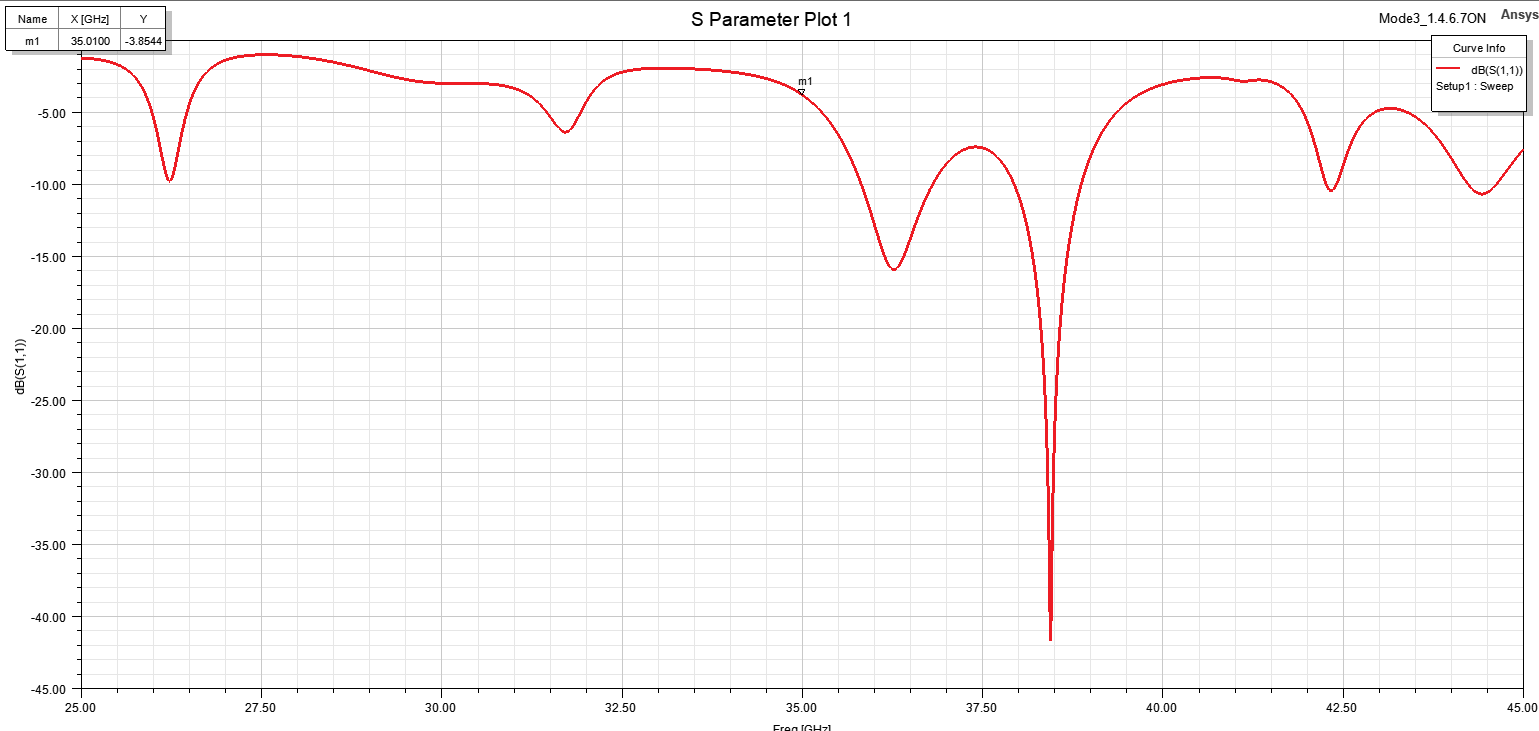 S Parameter Plot 1
Mode3_1.4.6.7ON
Ansys
Name X [GHz] Y
m1 35.0100 -3.8544
Curve Info
dB(S(1,1))
Setup1 : Sweep
m1
-5.00
-10.00
-15.00
-20.00
-25.00
-30.00
-35.00
-40.00
-45.00
dB(S(1,1))
25.00 27.50 30.00 32.50 35.00 37.50 40.00 42.50 45.00
Freq [GHz]